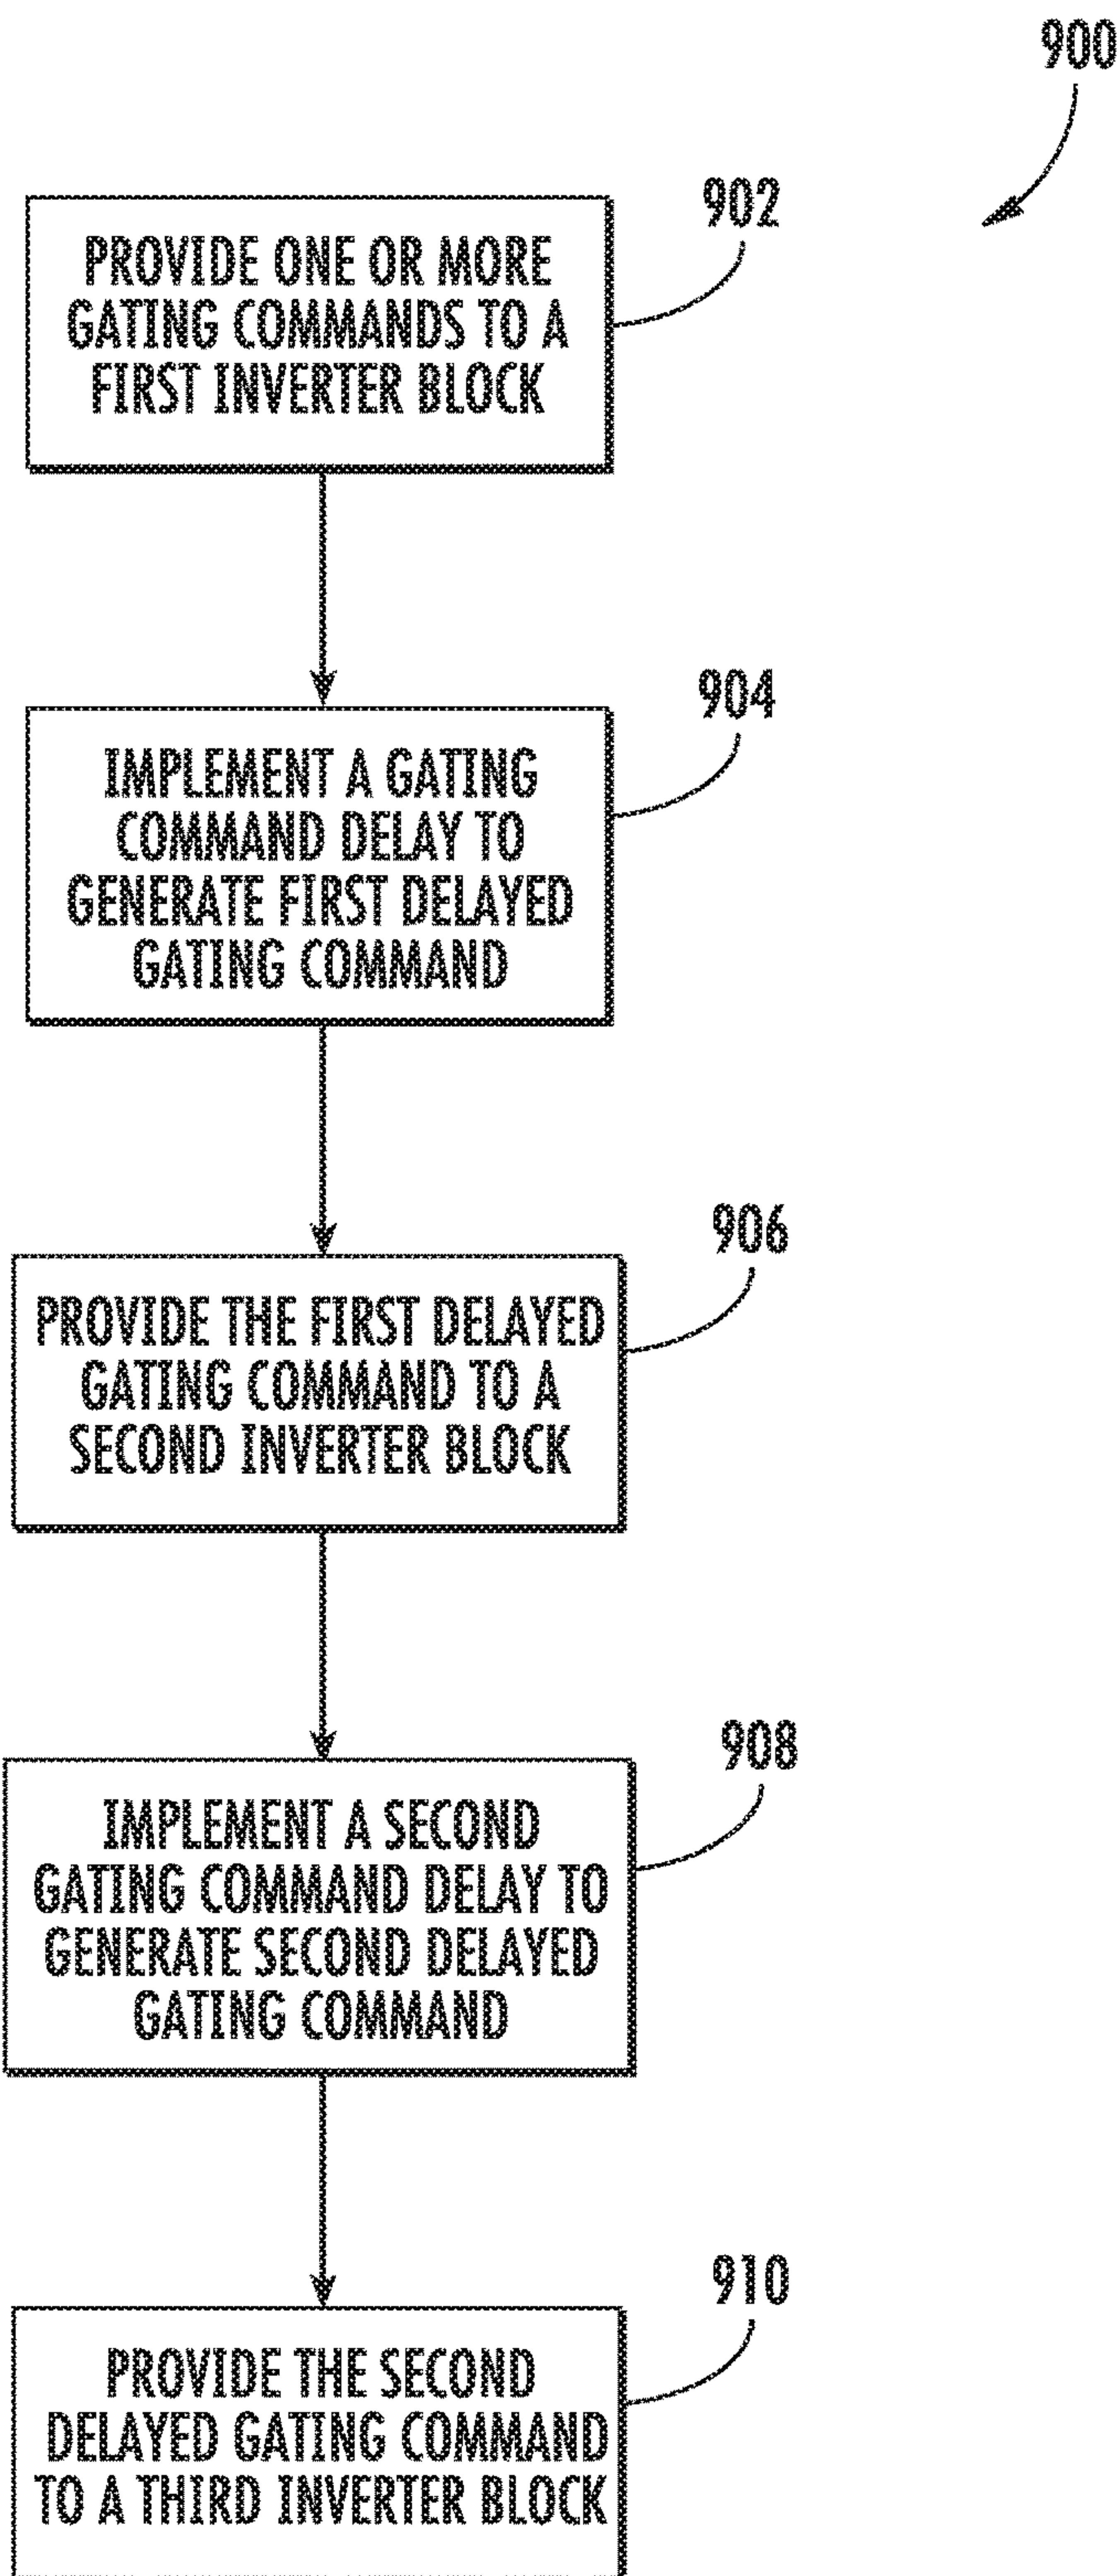 900
902
PROVIDE ONE OR MORE
GATING COMMANDS TO A
FIRST INVERTER BLOCK
904
IMPLEMENT A GATING
COMMAND DELAY TO
GENERATE FIRST DELAYED
GATING COMMAND
906
PROVIDE THE FIRST DELAYED
GATING COMMAND TO A
SECOND INVERTER BLOCK
908
IMPLEMENT A SECOND
GATING COMMAND DELAY TO
GENERATE SECOND DELAYED
GATING COMMAND
910
PROVIDE THE SECOND
DELAYED GATING COMMAND
TO A THIRD INVERTER BLOCK